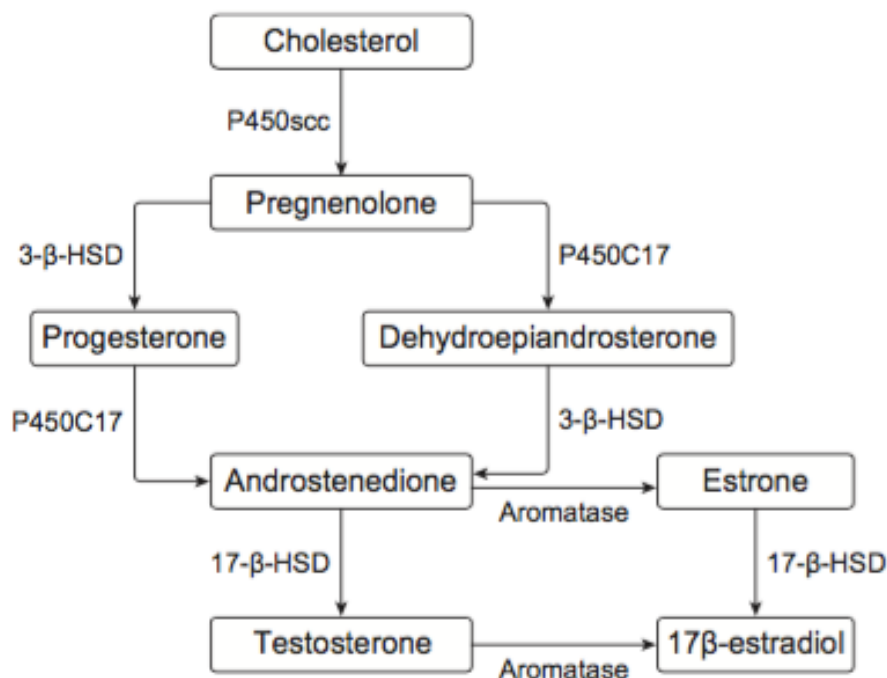 Cholesterol
P450scc
Pregnenolone
3-β-HSD
P450C17
Progesterone
Dehydroepiandrosterone
P450C17
3-β-HSD
Androstenedione
Estrone
Aromatase
17-β-HSD
17-β-HSD
Testosterone
17β-estradiol
Aromatase